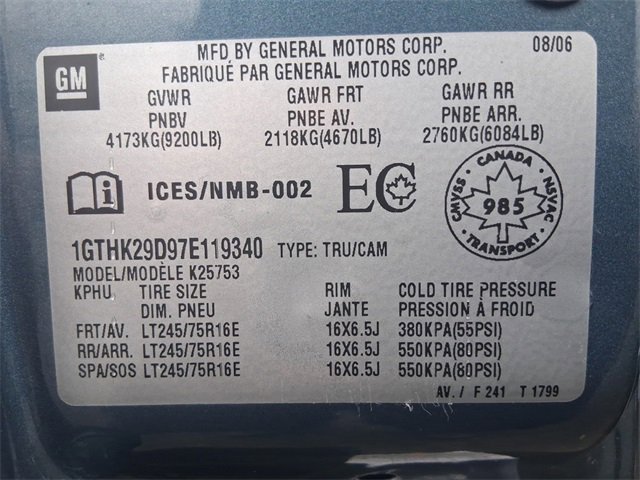 GM
MFD BY GENERAL MOTORS CORP. 08/06
FABRIQUÉ PAR GENERAL MOTORS CORP.
GVWR GAWR FRT GAWR RR
PNBV PNBE AV. PNBE ARR.
4173KG(9200LB) 2118KG(4670LB) 2760KG(6084LB)
ICES/NMB-002 EC
CANADA
CMVSS 985 NSVAC
TRANSPORT
1GTHK29D97E119340 TYPE: TRU/CAM
MODEL/MODÈLE K25753
KPHU TIRE SIZE RIM COLD TIRE PRESSURE
DIM. PNEU JANTE PRESSION À FROID
FRT/AV. LT245/75R16E 16X6.5J 380KPA(55PSI)
RR/ARR. LT245/75R16E 16X6.5J 550KPA(80PSI)
SPA/SOS LT245/75R16E 16X6.5J 550KPA(80PSI)
AV. / F 241 T 1799